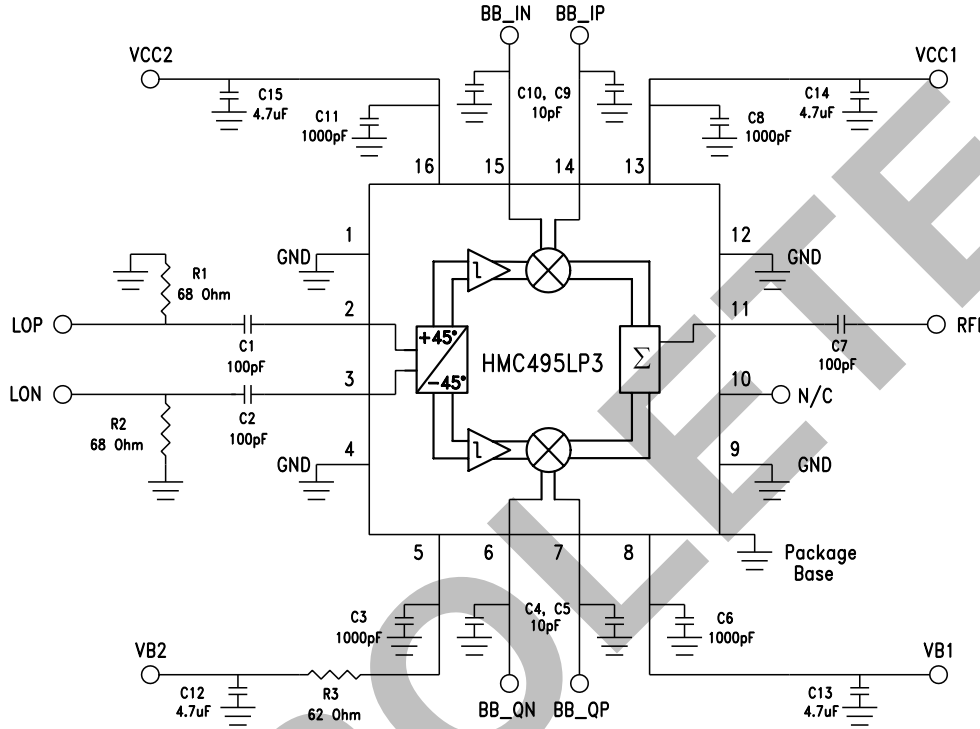 BB_IN BB_IP
VCC2
VCC1
C15
4.7uF
C11
1000pF
C10, C9
10pF
C14
4.7uF
C8
1000pF
16 15 14 13
1
GND
12
GND
R1
68 Ohm
LOP
2
C1
100pF
+45°
-45°
HMC495LP3
Σ
11
C7
100pF
LON
3
C2
100pF
10
N/C
R2
68 Ohm
4
GND
9
GND
5 6 7 8
Package
Base
C3
1000pF
C4, C5
10pF
C6
1000pF
VB2
VB1
C12
4.7uF
R3
62 Ohm
BB_QN BB_QP
C13
4.7uF